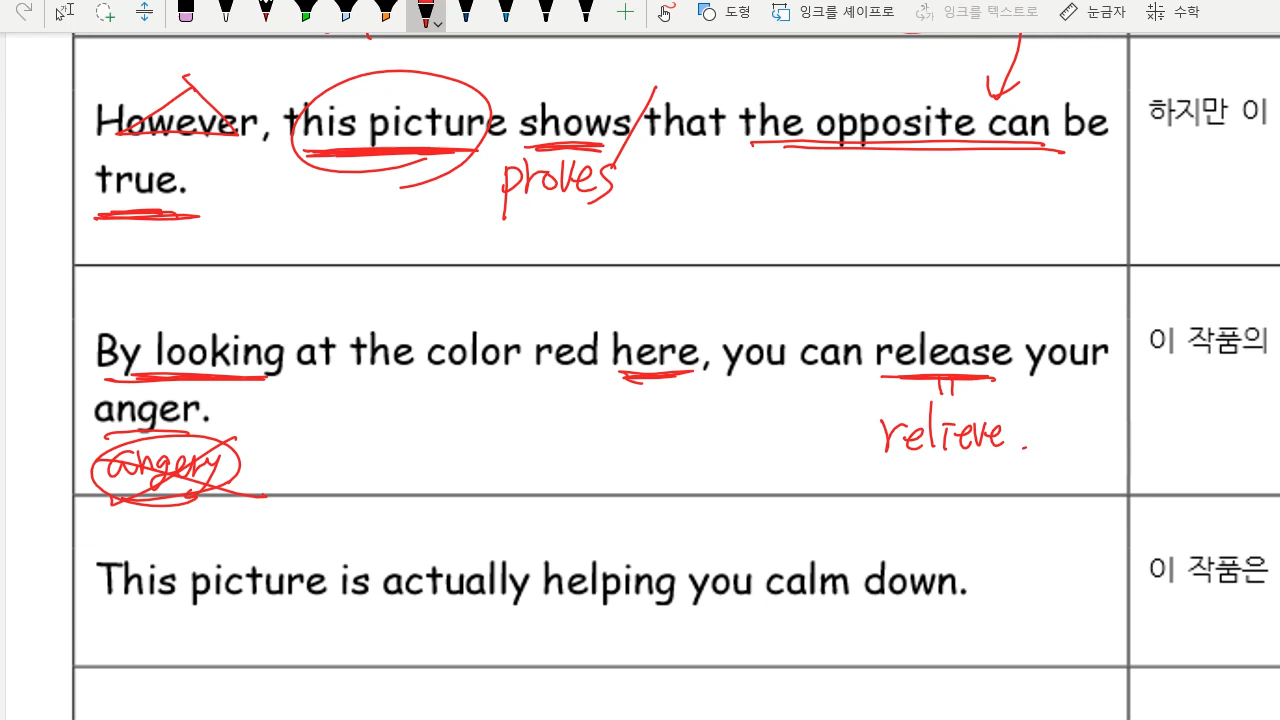 도형 잉크를 셰이프로 잉크를 텍스트로 눈금자 수학
However, this picture shows that the opposite can be
true.
proves
하지만 이
By looking at the color red here, you can release your
anger.
relieve.
angery
이 작품의
This picture is actually helping you calm down.
이 작품은